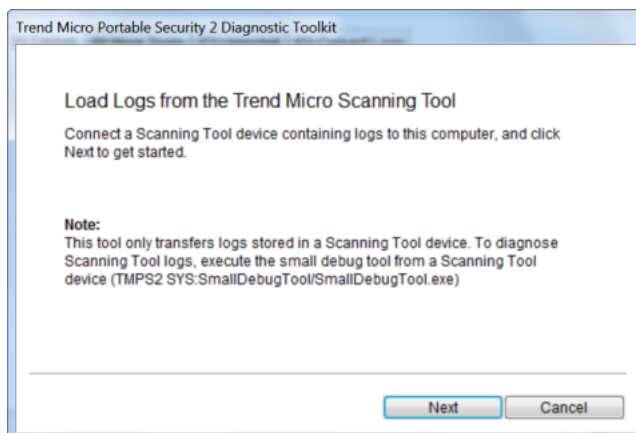 Trend Micro Portable Security 2 Diagnostic Toolkit
Load Logs from the Trend Micro Scanning Tool
Connect a Scanning Tool device containing logs to this computer, and click
Next to get started.
Note:
This tool only transfers logs stored in a Scanning Tool device. To diagnose
Scanning Tool logs, execute the small debug tool from a Scanning Tool
device (TMPS2 SYS:SmallDebugTool/SmallDebugTool.exe)
Next
Cancel